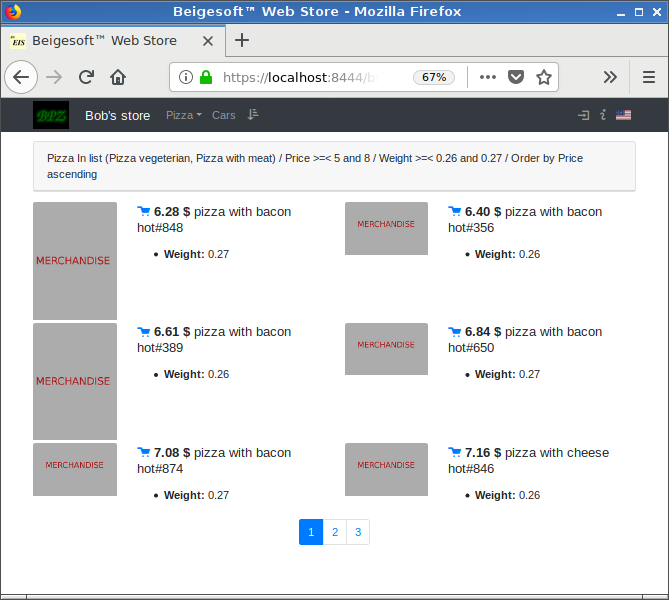 Beigesoft™ Web Store - Mozilla Firefox
EIS Beigesoft™ Web Store
https://localhost:8444/b
67%
BPZ Bob's store Pizza Cars
Pizza In list (Pizza vegeterian, Pizza with meat) / Price >=< 5 and 8 / Weight >=< 0.26 and 0.27 / Order by Price
ascending
MERCHANDISE
6.28 $ pizza with bacon
hot#848
• Weight: 0.27
MERCHANDISE
6.40 $ pizza with bacon
hot#356
• Weight: 0.26
MERCHANDISE
6.61 $ pizza with bacon
hot#389
• Weight: 0.26
MERCHANDISE
6.84 $ pizza with bacon
hot#650
• Weight: 0.27
MERCHANDISE
7.08 $ pizza with bacon
hot#874
• Weight: 0.27
MERCHANDISE
7.16 $ pizza with cheese
hot#846
• Weight: 0.26
1 2 3